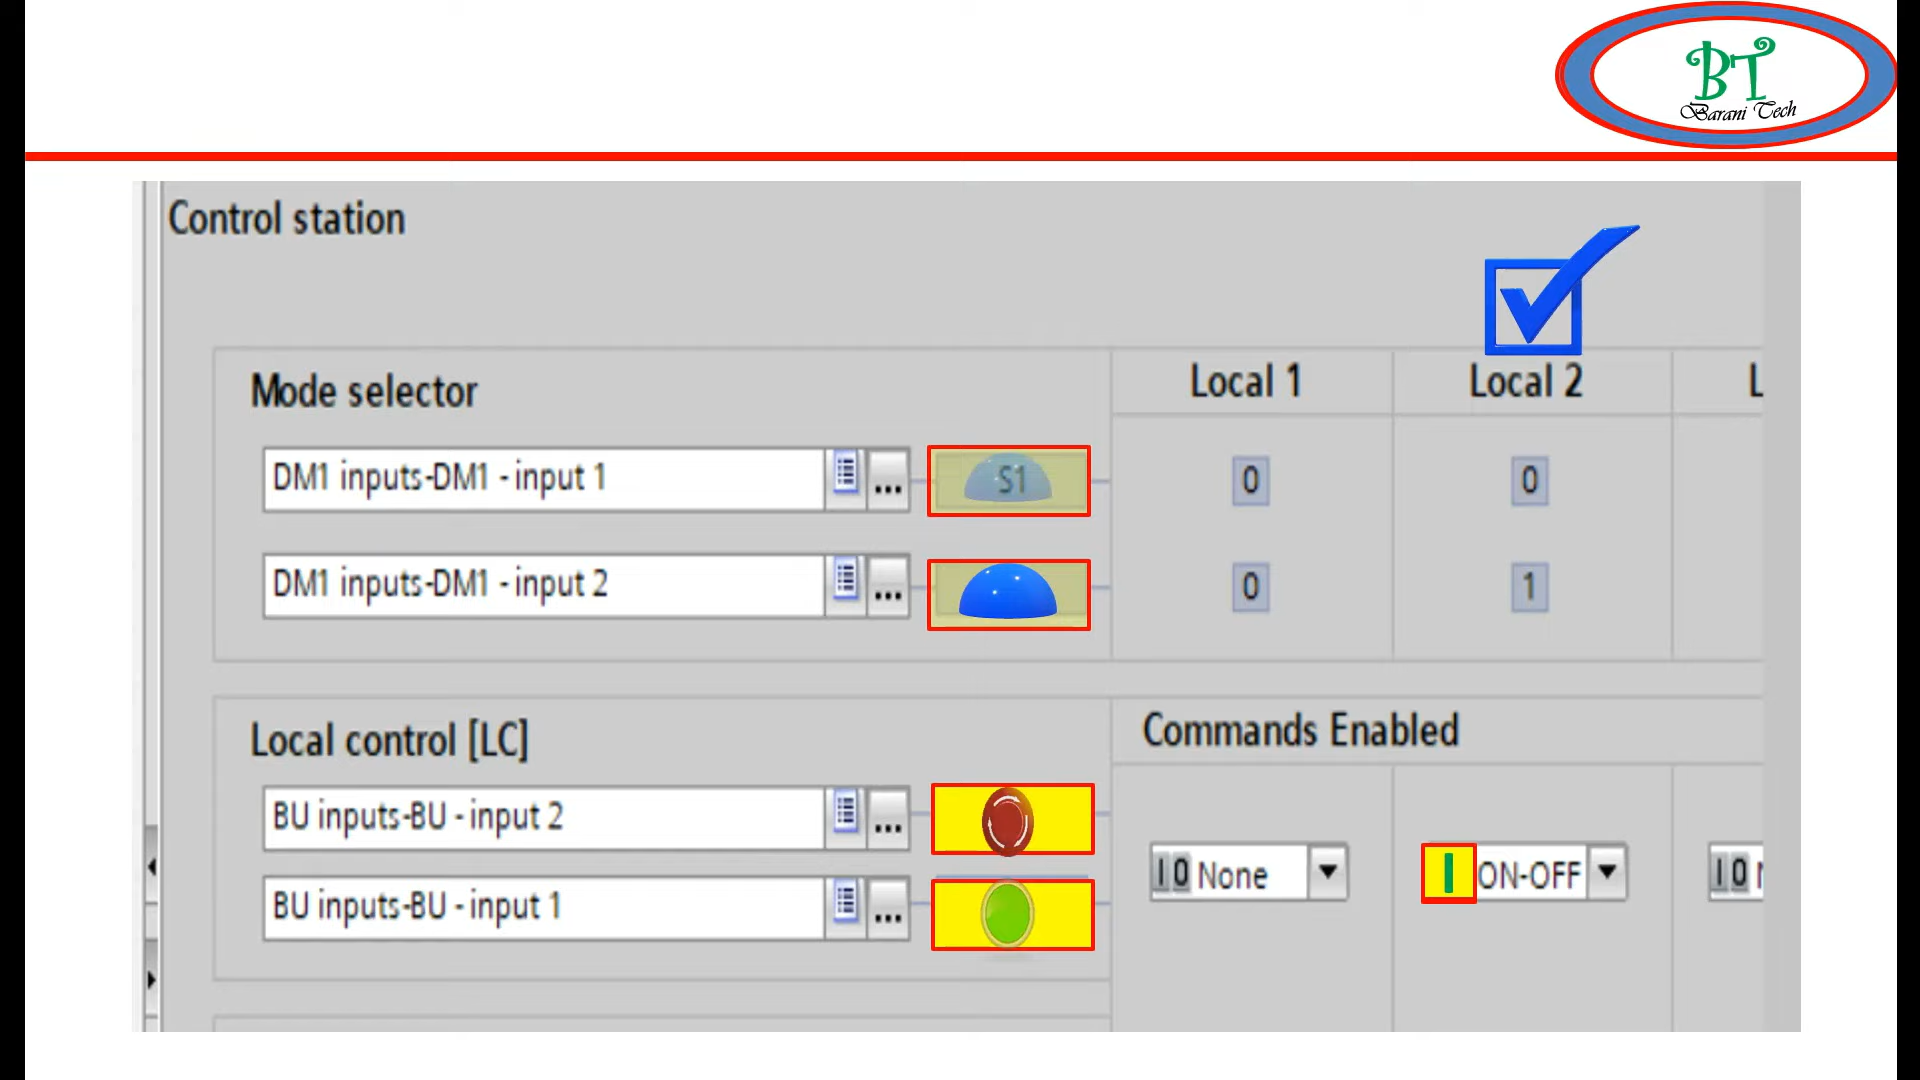 BT
Barani Tech
Control station
Mode selector
Local 1
Local 2
L
DM1 inputs-DM1 - input 1
...
S1
0
0
DM1 inputs-DM1 - input 2
...
0
1
Local control [LC]
Commands Enabled
BU inputs-BU - input 2
...
I 0 None
I ON-OFF
I 0
BU inputs-BU - input 1
...